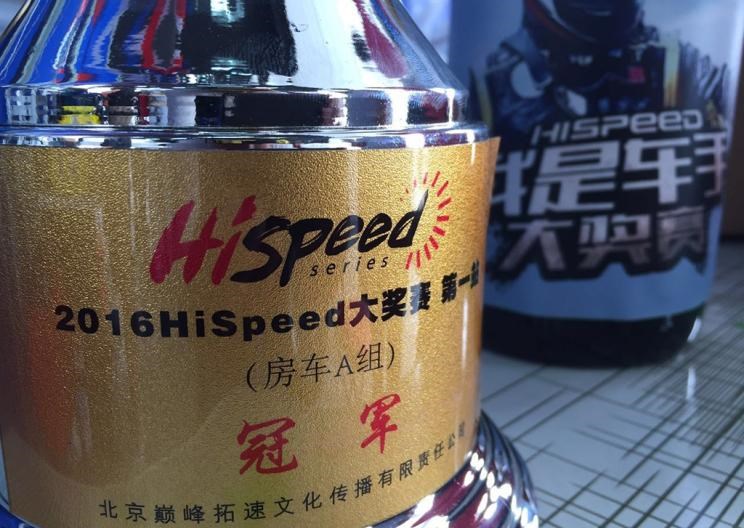 HiSpeed
series
2016HiSpeed大奖赛 第一站
(房车A组)
冠军
北京巅峰拓速文化传播有限责任公司
HISPEED
我是车手
大奖赛